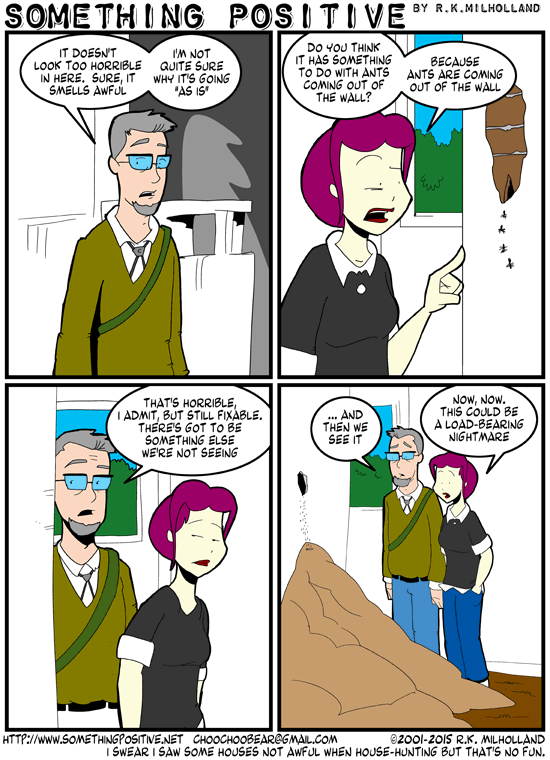 SOMETHING POSITIVE BY R.K.MILHOLLAND
IT DOESN'T
LOOK TOO HORRIBLE
IN HERE. SURE, IT
SMELLS AWFUL
I'M NOT
QUITE SURE
WHY IT'S GOING
"AS IS"
DO YOU THINK
IT HAS SOMETHING
TO DO WITH ANTS
COMING OUT OF
THE WALL?
BECAUSE
ANTS ARE COMING
OUT OF THE WALL
THAT'S HORRIBLE,
I ADMIT, BUT STILL FIXABLE.
THERE'S GOT TO BE
SOMETHING ELSE
WE'RE NOT SEEING
... AND
THEN WE
SEE IT
NOW, NOW.
THIS COULD BE
A LOAD-BEARING
NIGHTMARE
HTTP://WWW.SOMETHINGPOSITIVE.NET CHOOCHOOBEAR@GMAIL.COM ©2001-2015 R.K. MILHOLLAND
I SWEAR I SAW SOME HOUSES NOT AWFUL WHEN HOUSE-HUNTING BUT THAT'S NO FUN.